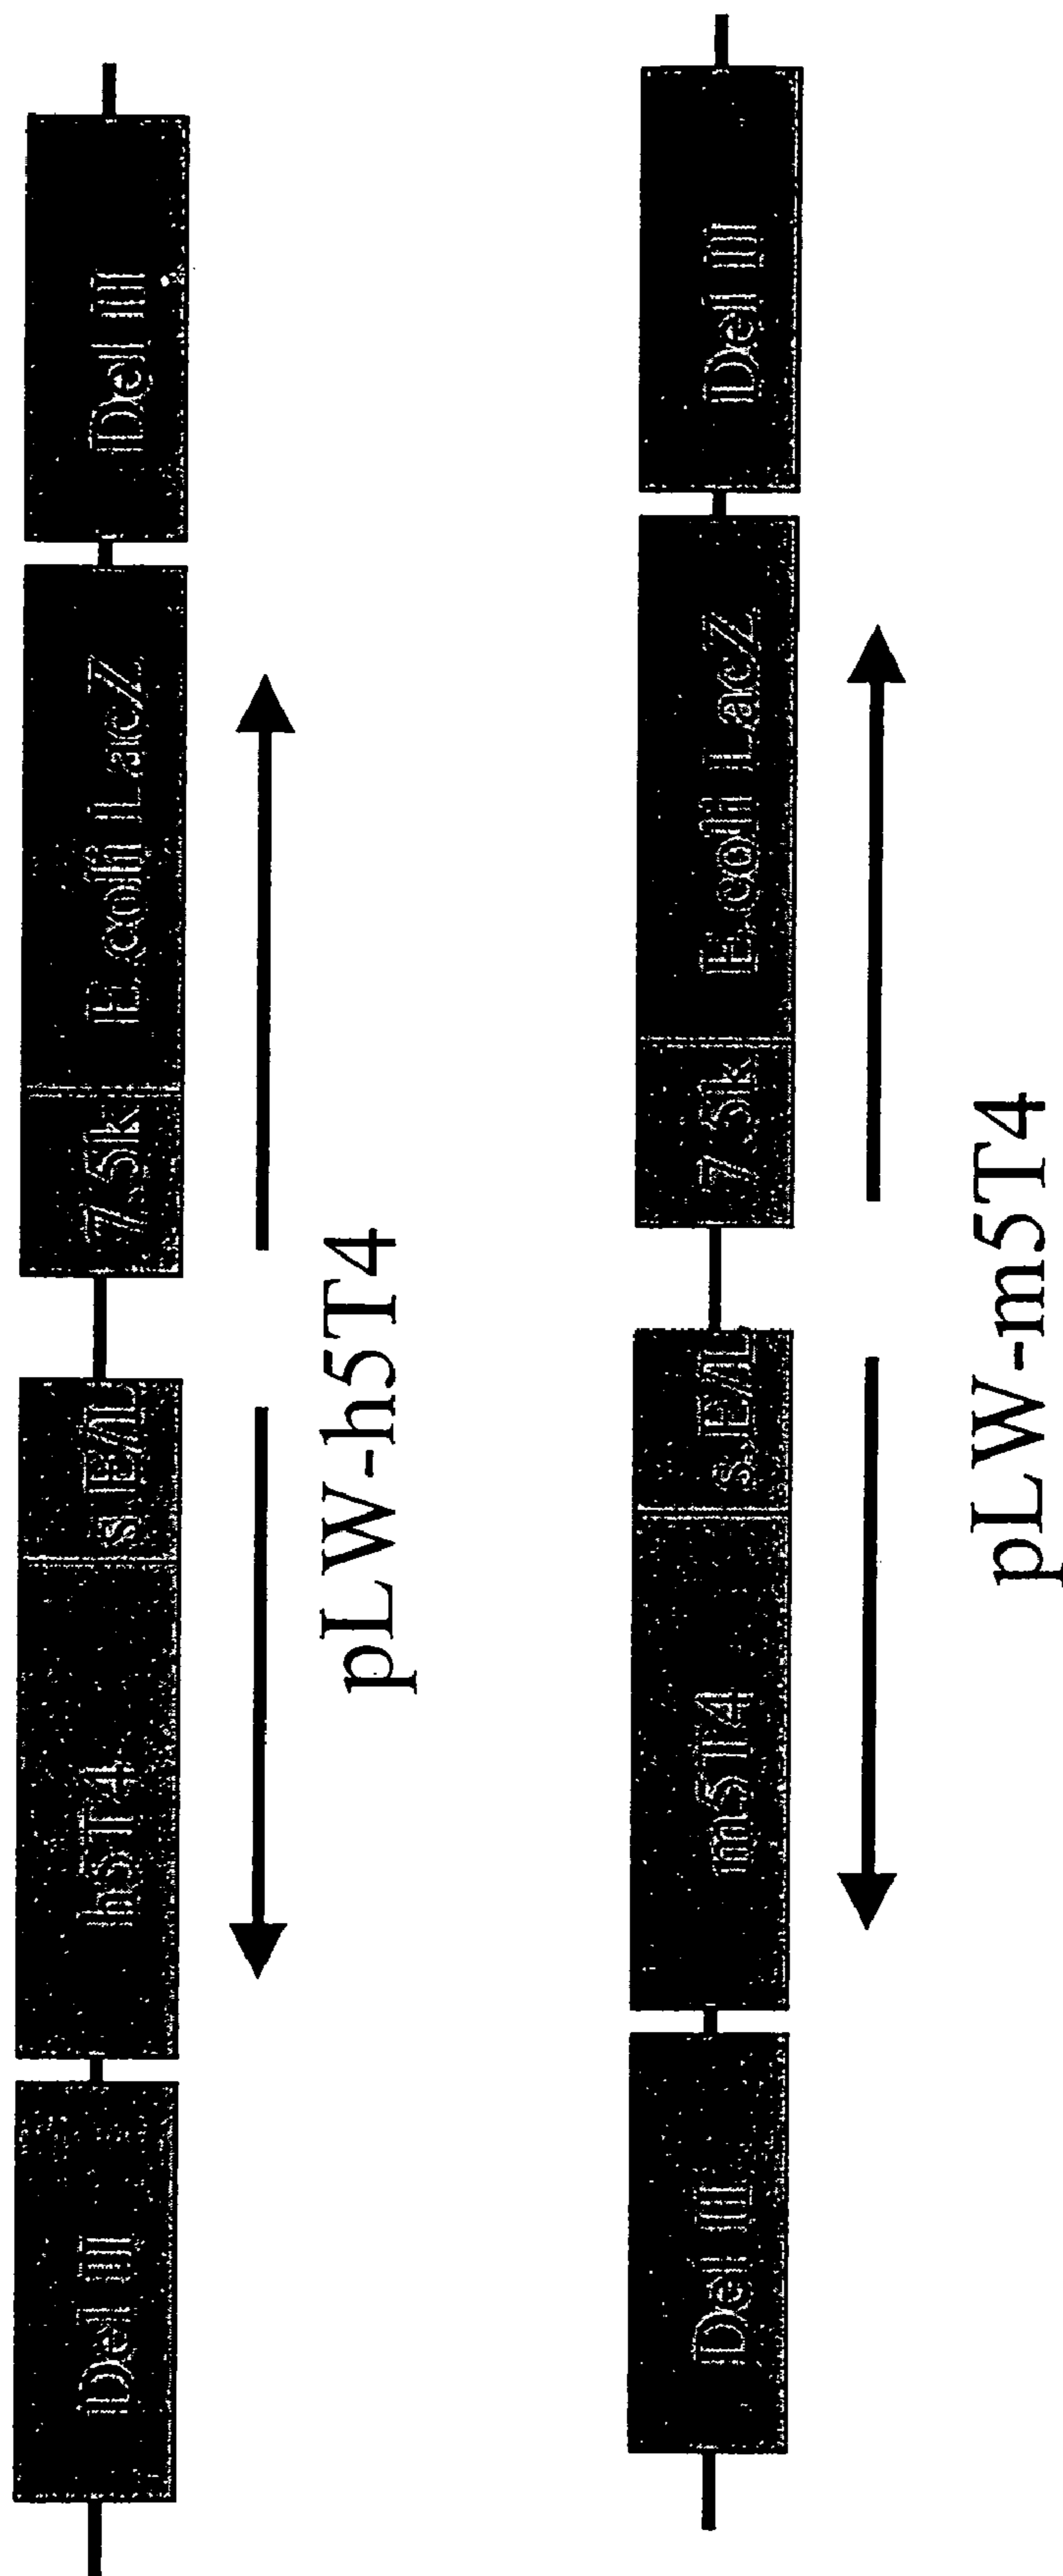 Del III
h5T4
s.E/L
7.5k
E.coli LacZ
Del III
pLW-h5T4
Del III
m5T4
s.E/L
7.5k
E.coli LacZ
Del III
pLW-m5T4